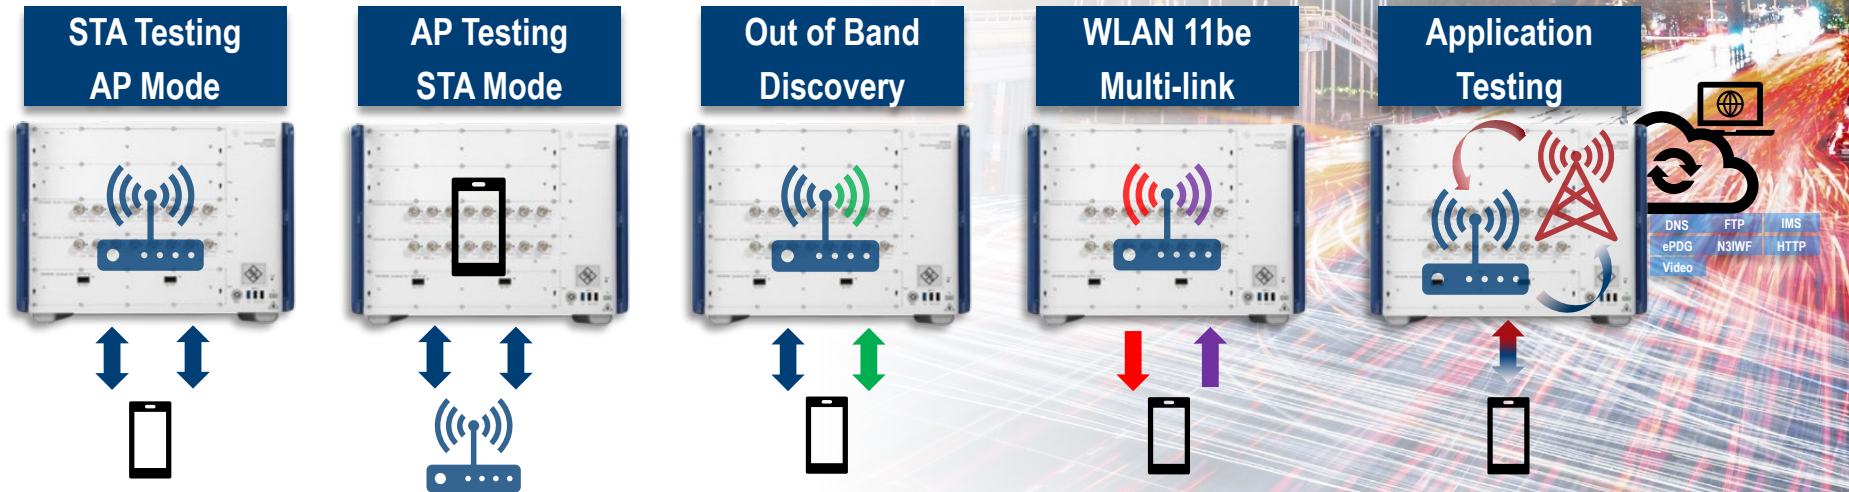 STA Testing
AP Mode
AP Testing
STA Mode
Out of Band
Discovery
WLAN 11be
Multi-link
Application
Testing
DNS FTP IMS
ePDG N3IWF HTTP
Video